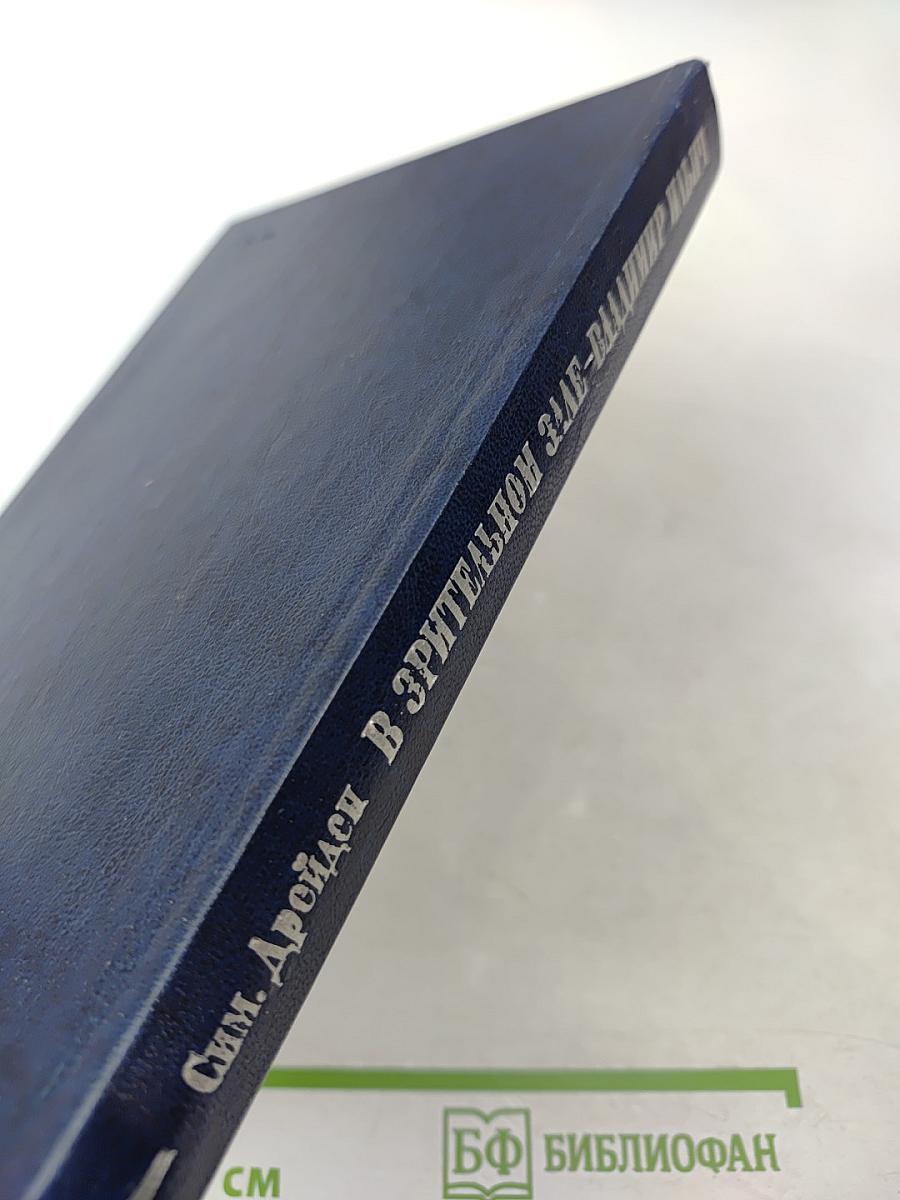 Сим. Дрейден В ЗРИТЕЛЬНОМ ЗАЛЕ-ВЛАДИМИР ИЛЬИЧ
СМ
БФ БИБЛИОФАН